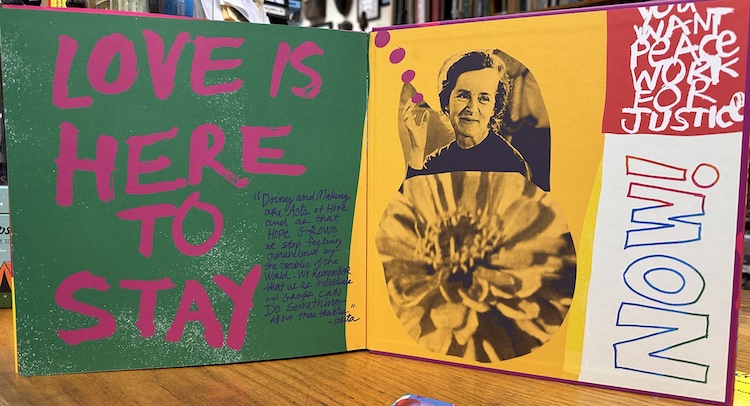 LOVE IS
HERE
TO
STAY
"Doing and Making
are Acts of Hope
and as that
HOPE GROWS
we stop feeling
overwhelmed by
the troubles of the
World. We Remember
that we as individuals
in Groups can
DO Something
about those troubles."
-corita
YOU
WANT
PEACE
WORK
FOR
JUSTICE
¡NOW!